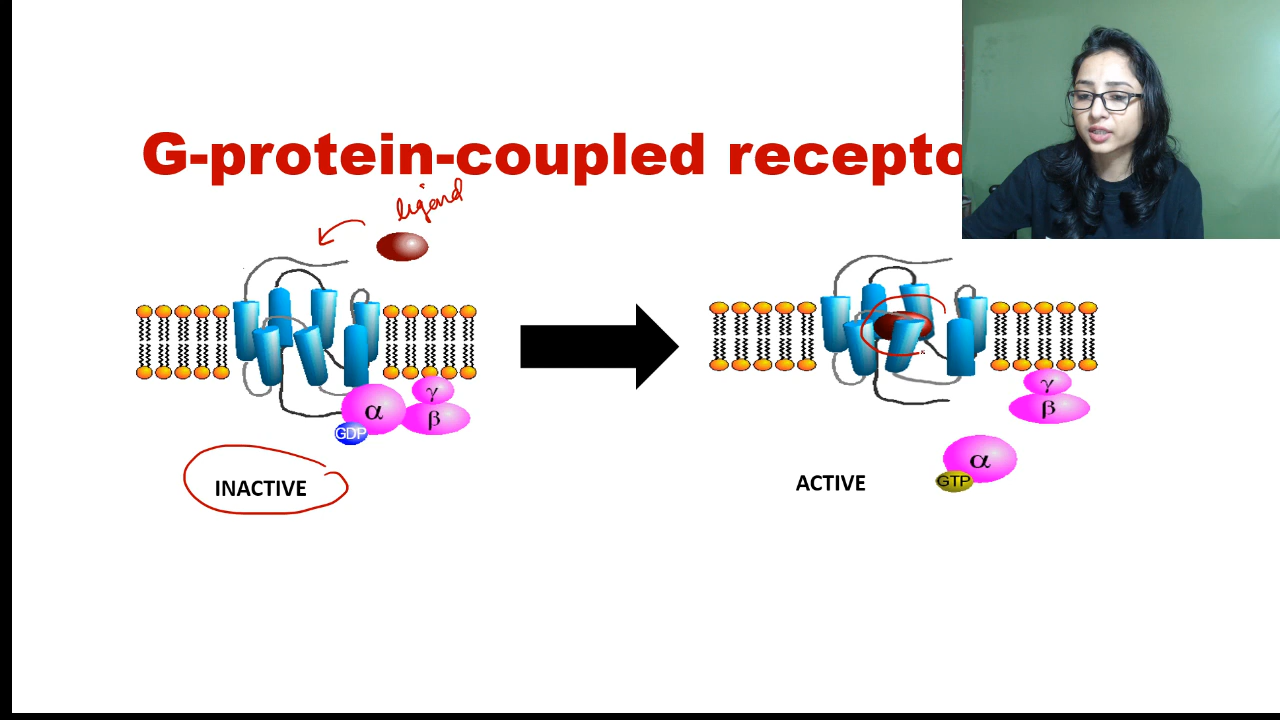 G-protein-coupled recepto
ligand
α
γ
β
GDP
INACTIVE
γ
β
α
GTP
ACTIVE